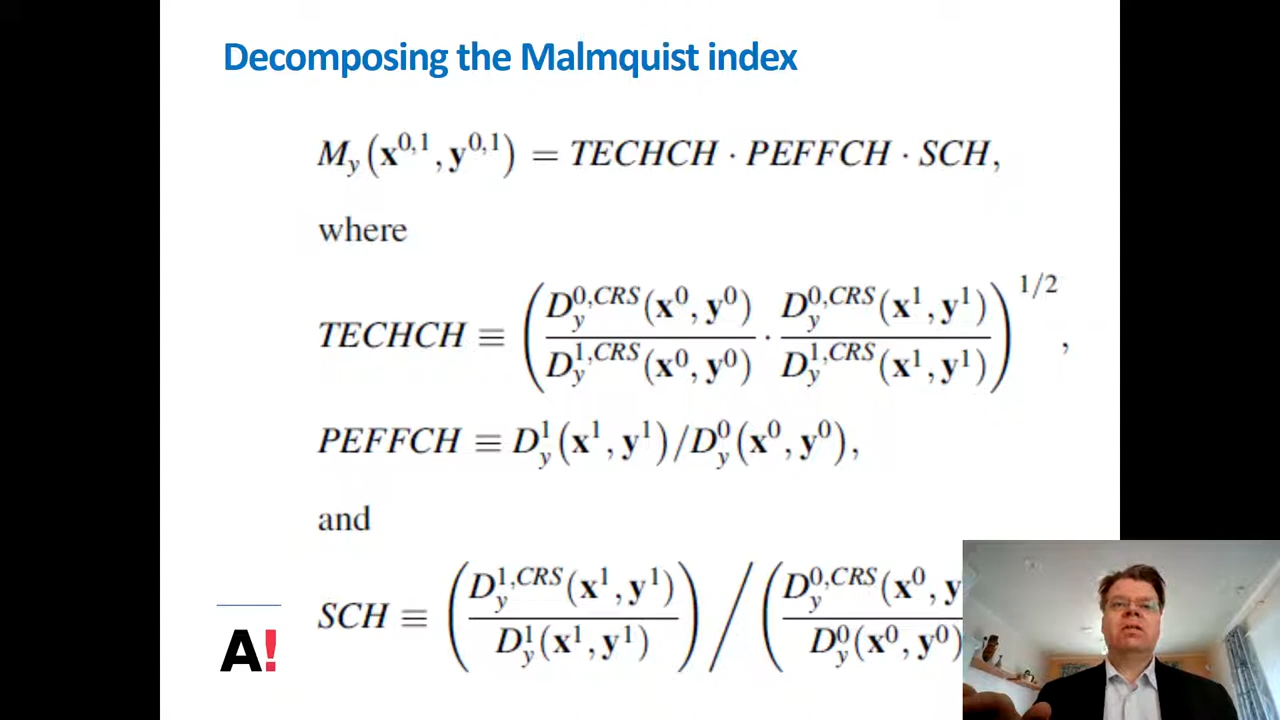 Decomposing the Malmquist index
M_y(x^{0,1}, y^{0,1}) = TECHCH · PEFFCH · SCH,
where
TECHCH ≡ (D_y^{0,CRS}(x^0, y^0) / D_y^{1,CRS}(x^0, y^0) · D_y^{0,CRS}(x^1, y^1) / D_y^{1,CRS}(x^1, y^1))^{1/2},
PEFFCH ≡ D_y^1(x^1, y^1)/D_y^0(x^0, y^0),
and
SCH ≡ (D_y^{1,CRS}(x^1, y^1) / D_y^1(x^1, y^1)) / (D_y^{0,CRS}(x^0, y / D_y^0(x^0, y^0)
A!